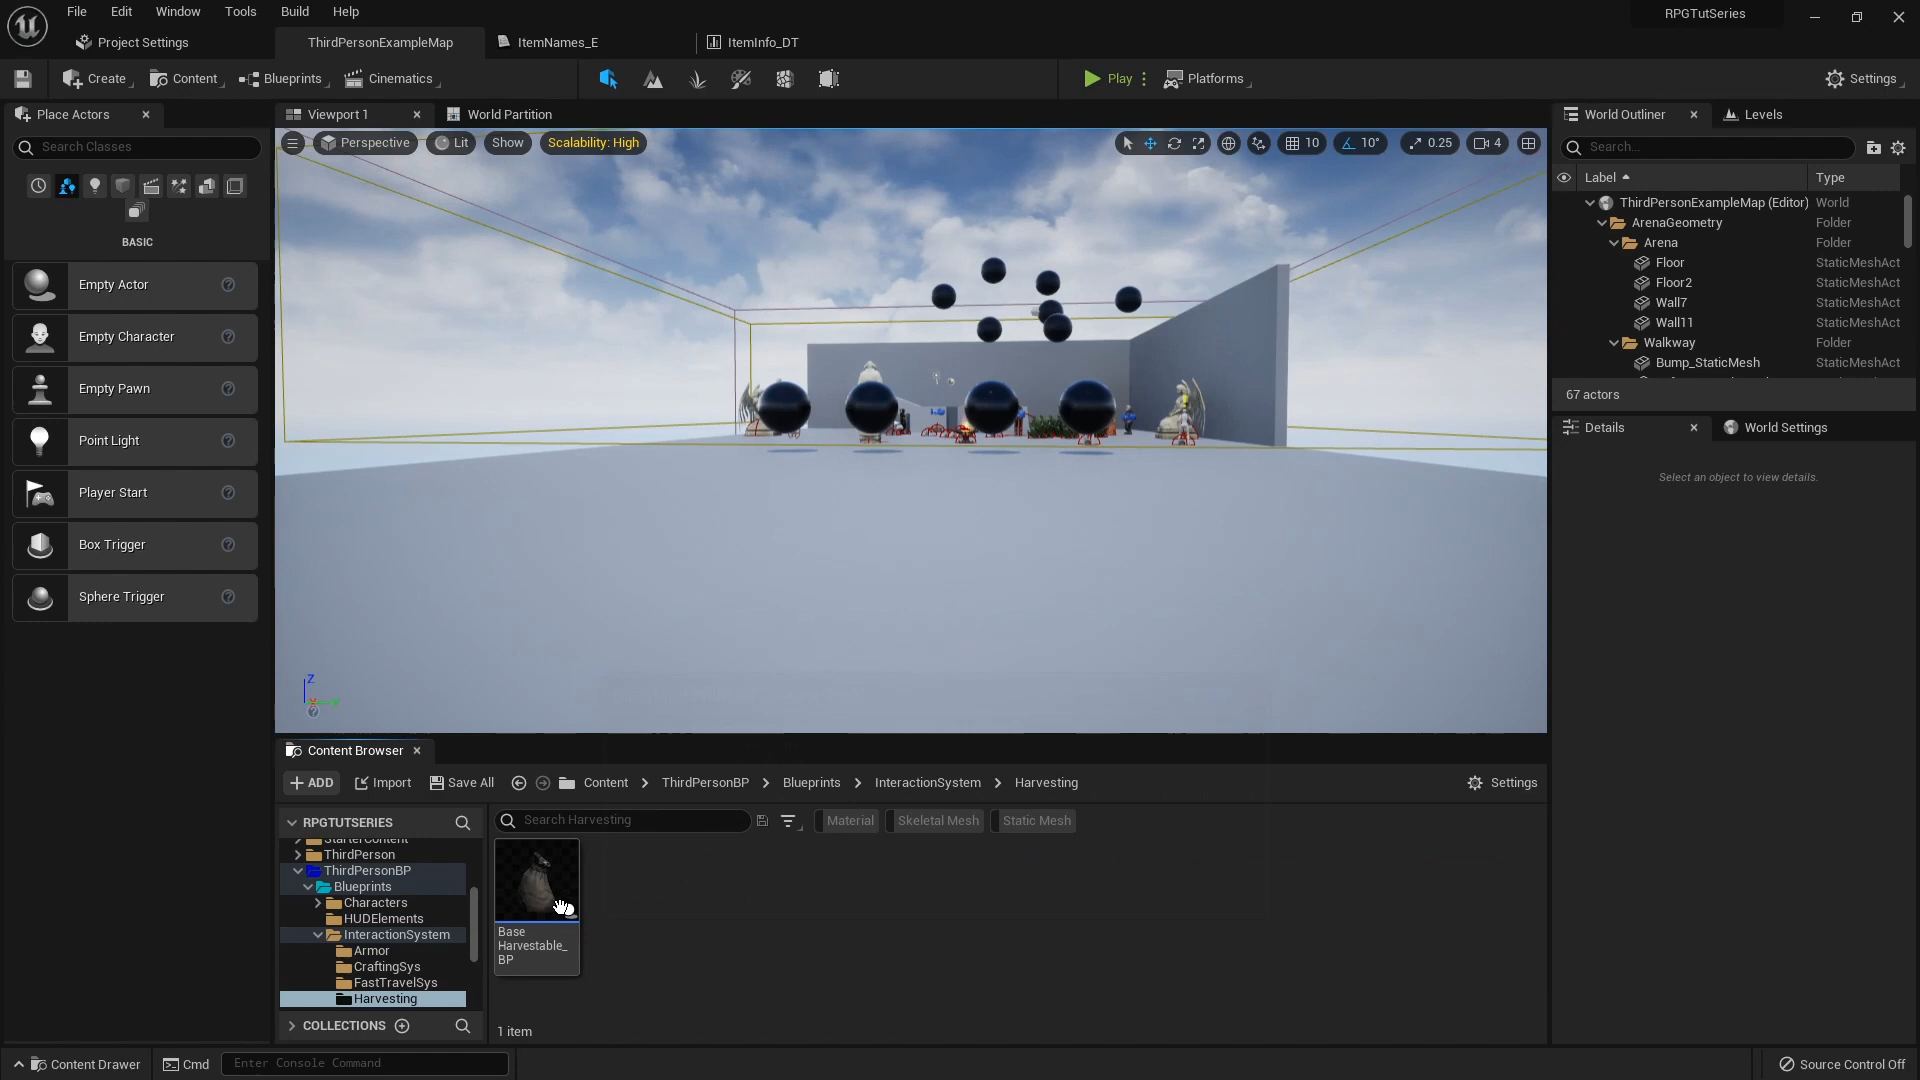 File Edit Window Tools Build Help
RPGTutSeries
Project Settings
ThirdPersonExampleMap
ItemNames_E
ItemInfo_DT
Create
Content
Blueprints
Cinematics
Play
Platforms
Settings
Place Actors
Viewport 1
World Partition
World Outliner
Levels
Search Classes
Perspective
Lit
Show
Scalability: High
10
10°
0.25
4
Search...
Label
Type
BASIC
Empty Actor
Empty Character
Empty Pawn
Point Light
Player Start
Box Trigger
Sphere Trigger
ThirdPersonExampleMap (Editor) World
ArenaGeometry Folder
Arena Folder
Floor StaticMeshAct
Floor2 StaticMeshAct
Wall7 StaticMeshAct
Wall11 StaticMeshAct
Walkway Folder
Bump_StaticMesh StaticMeshAct
67 actors
Details
World Settings
Select an object to view details.
Z
Content Browser
ADD
Import
Save All
Content
ThirdPersonBP
Blueprints
InteractionSystem
Harvesting
Settings
RPGTUTSERIES
StarterContent
ThirdPerson
ThirdPersonBP
Blueprints
Characters
HUDElements
InteractionSystem
Armor
CraftingSys
FastTravelSys
Harvesting
COLLECTIONS
Search Harvesting
Material
Skeletal Mesh
Static Mesh
Base
Harvestable_
BP
1 item
Content Drawer
Cmd
Enter Console Command
Source Control Off